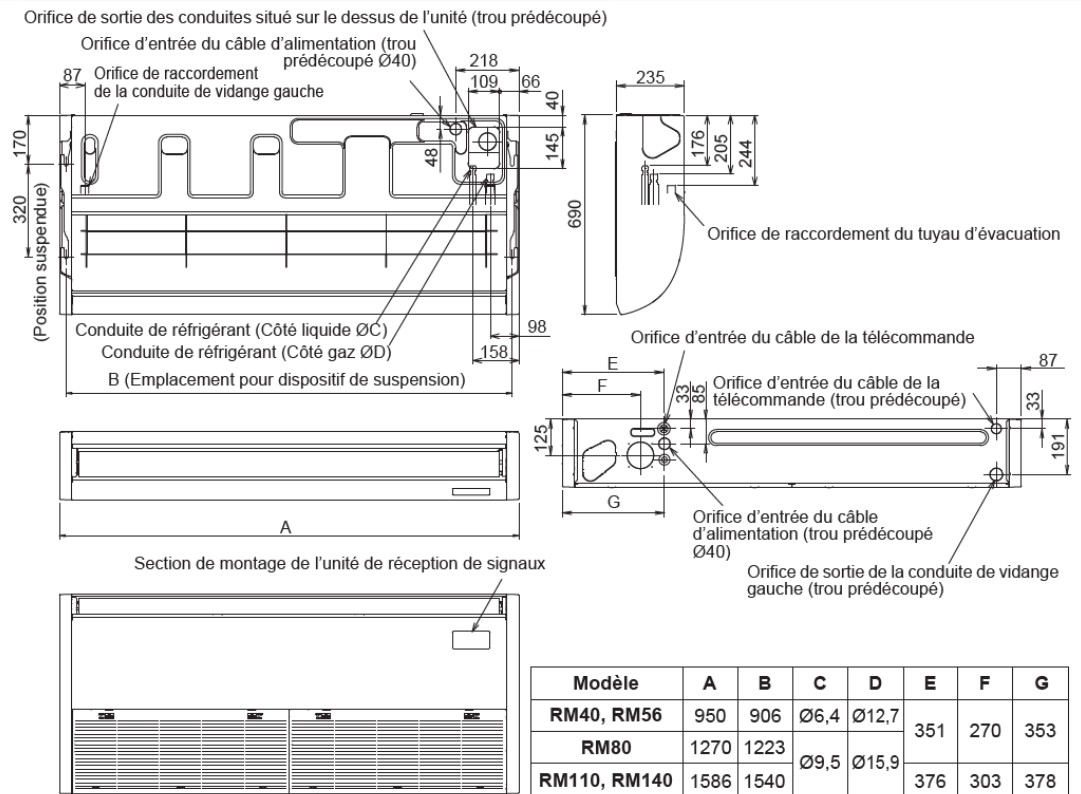 Orifice de sortie des conduites situé sur le dessus de l'unité (trou prédécoupé)
Orifice d'entrée du câble d'alimentation (trou
prédécoupé Ø40)
218
87
Orifice de raccordement
de la conduite de vidange gauche
109
66
40
235
170
48
145
176
205
244
320
(Position suspendue)
690
Orifice de raccordement du tuyau d'évacuation
Conduite de réfrigérant (Côté liquide ØC)
98
Conduite de réfrigérant (Côté gaz ØD)
158
B (Emplacement pour dispositif de suspension)
Orifice d'entrée du câble de la télécommande
E
F
33
85
Orifice d'entrée du câble de la
télécommande (trou prédécoupé)
87
33
125
191
G
Orifice d'entrée du câble
d'alimentation (trou prédécoupé
Ø40)
Orifice de sortie de la conduite de vidange
gauche (trou prédécoupé)
A
Section de montage de l'unité de réception de signaux
Modèle A B C D E F G
RM40, RM56 950 906 Ø6,4 Ø12,7 351 270 353
RM80 1270 1223 Ø9,5 Ø15,9
RM110, RM140 1586 1540 376 303 378